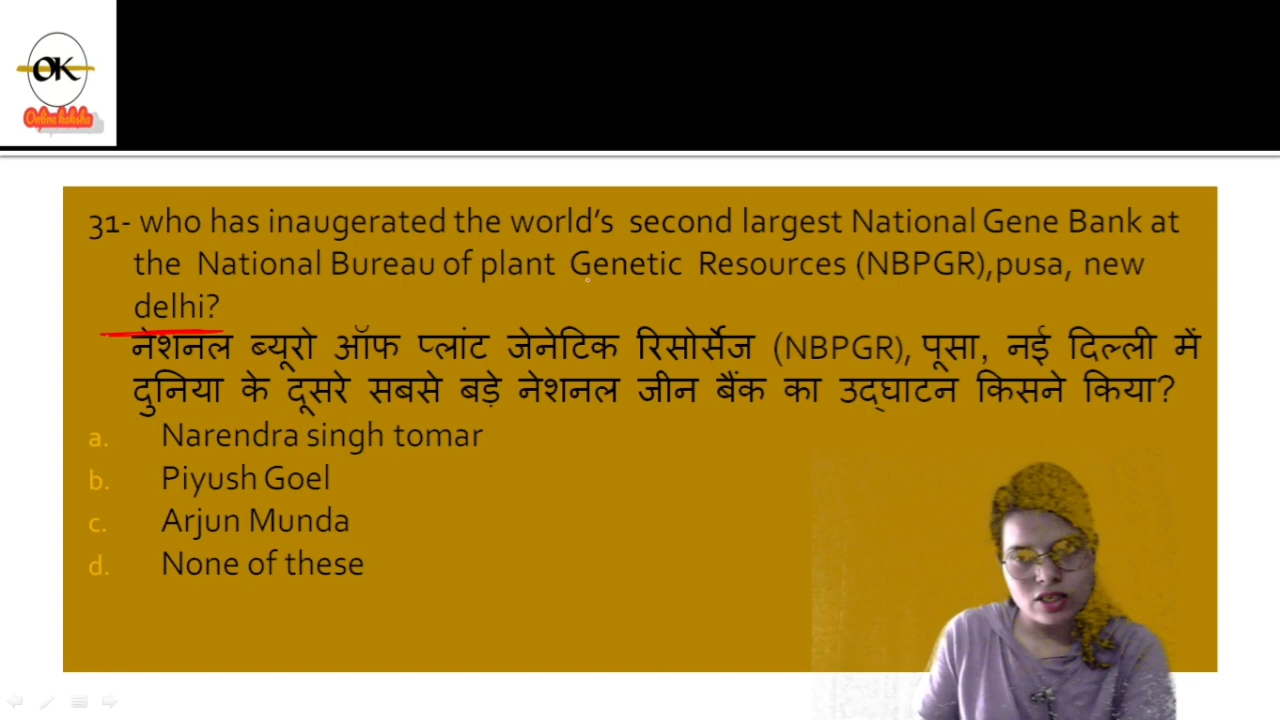 OK
Online kaksha
31- who has inaugerated the world's second largest National Gene Bank at
the National Bureau of plant Genetic Resources (NBPGR),pusa, new
delhi?
नेशनल ब्यूरो ऑफ प्लांट जेनेटिक रिसोर्सेज (NBPGR), पूसा, नई दिल्ली में
दुनिया के दूसरे सबसे बड़े नेशनल जीन बैंक का उद्घाटन किसने किया?
a. Narendra singh tomar
b. Piyush Goel
c. Arjun Munda
d. None of these